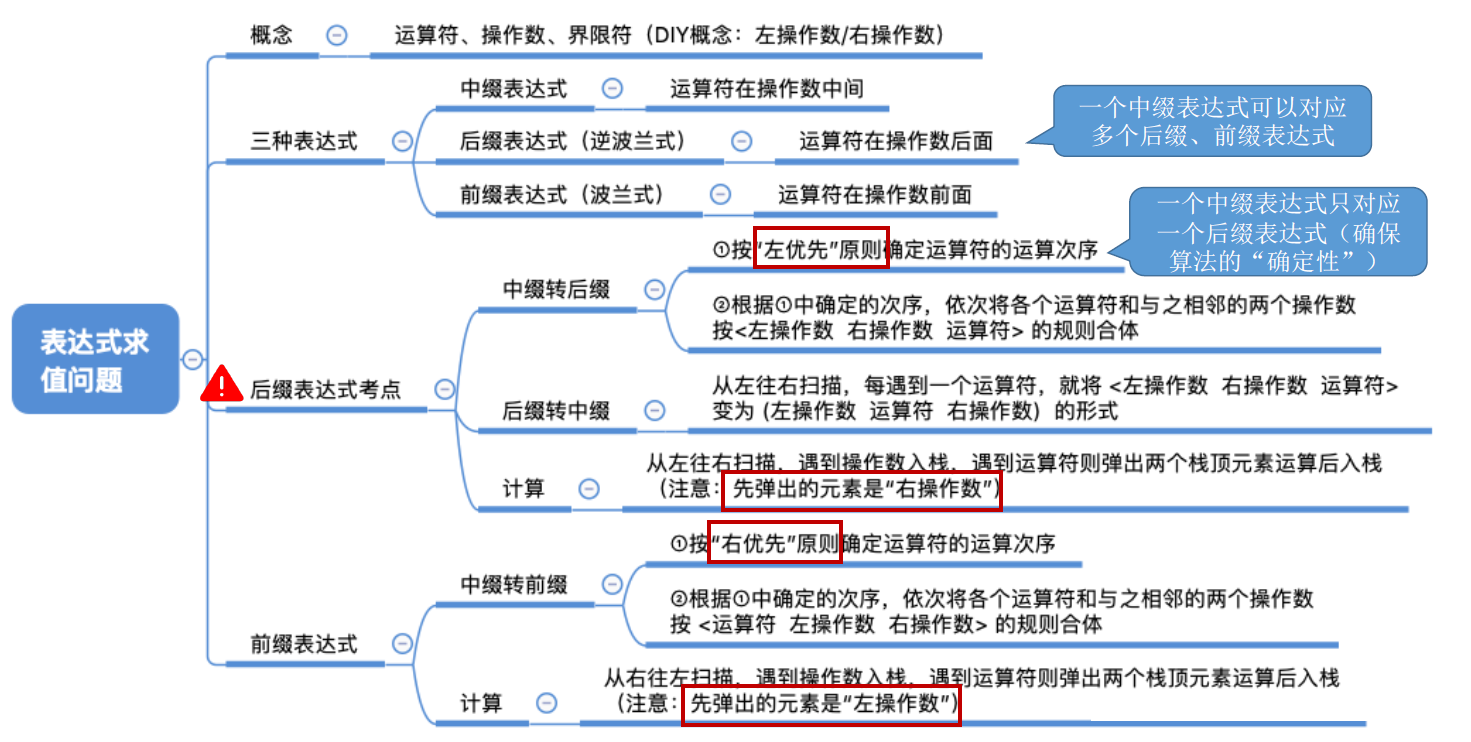 表达式求
值问题
概念
运算符、操作数、界限符（DIY概念：左操作数/右操作数）
三种表达式
中缀表达式
运算符在操作数中间
后缀表达式（逆波兰式）
运算符在操作数后面
前缀表达式（波兰式）
运算符在操作数前面
一个中缀表达式可以对应
多个后缀、前缀表达式
后缀表达式考点
中缀转后缀
①按“左优先”原则确定运算符的运算次序
一个中缀表达式只对应
一个后缀表达式（确保
算法的“确定性”）
②根据①中确定的次序，依次将各个运算符和与之相邻的两个操作数
按<左操作数 右操作数 运算符> 的规则合体
后缀转中缀
从左往右扫描，每遇到一个运算符，就将 <左操作数 右操作数 运算符>
变为 (左操作数 运算符 右操作数) 的形式
计算
从左往右扫描，遇到操作数入栈，遇到运算符则弹出两个栈顶元素运算后入栈
（注意：先弹出的元素是“右操作数”）
前缀表达式
中缀转前缀
①按“右优先”原则确定运算符的运算次序
②根据①中确定的次序，依次将各个运算符和与之相邻的两个操作数
按 <运算符 左操作数 右操作数> 的规则合体
计算
从右往左扫描，遇到操作数入栈，遇到运算符则弹出两个栈顶元素运算后入栈
（注意：先弹出的元素是“左操作数”）